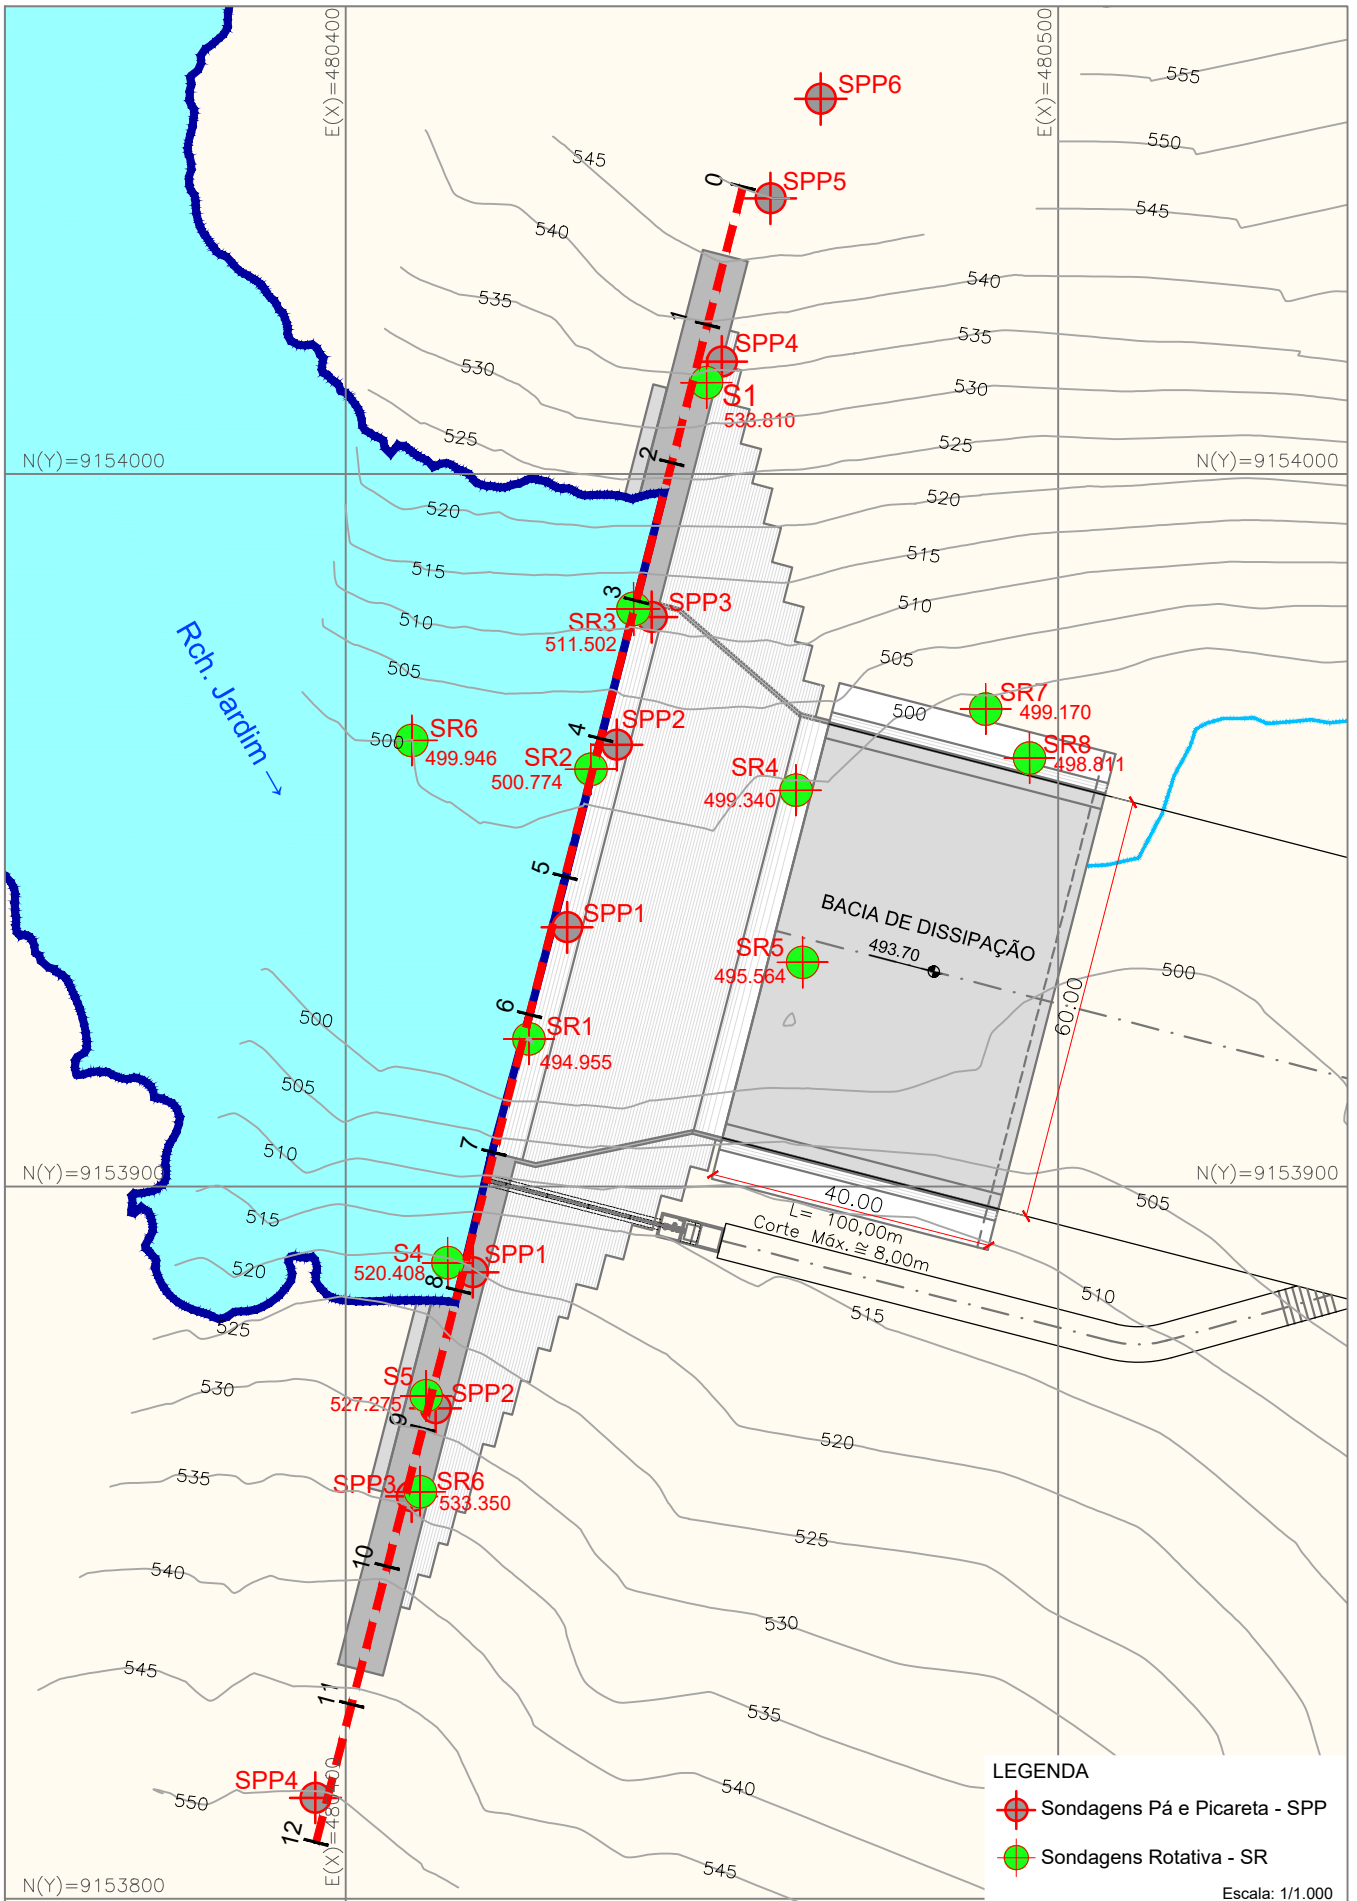 E(X)=480400
E(X)=480500
555
SPP6
550
545
0
SPP5
545
540
540
535
1
SPP4
535
530
530
S1
533.810
525
2
525
N(Y)=9154000
N(Y)=9154000
520
520
515
515
3
SPP3
510
SR3
510
511.502
Rch. Jardim →
505
505
SR7
500
499.170
4
SPP2
500
SR6
499.946
SR2
500.774
SR4
499.340
SR8
498.811
5
SPP1
BACIA DE DISSIPAÇÃO
493.70
SR5
495.564
500
60.00
500
6
SR1
494.955
505
7
510
N(Y)=9153900
N(Y)=9153900
505
40.00
L= 100,00m
Corte Máx.≅ 8,00m
515
S4
520.408
SPP1
520
8
510
515
525
S5
527.275
SPP2
530
9
520
535
SPP3
SR6
533.350
525
10
540
530
545
11
535
SPP4
550
540
12
E(X)=480400
545
N(Y)=9153800
LEGENDA
Sondagens Pá e Picareta - SPP
Sondagens Rotativa - SR
Escala: 1/1.000